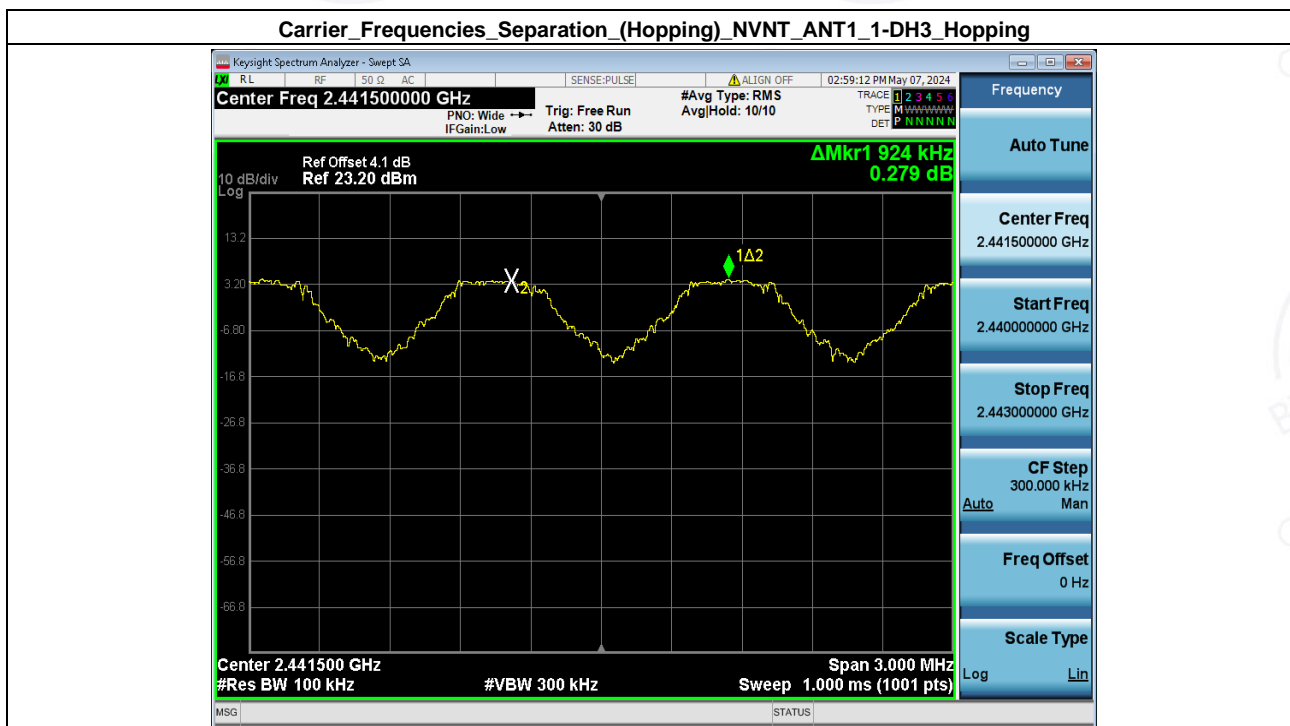 Carrier_Frequencies_Separation_(Hopping)_NVNT_ANT1_1-DH3_Hopping
Keysight Spectrum Analyzer - Swept SA
LXI RL RF 50 Ω AC SENSE:PULSE ALIGN OFF 02:59:12 PM May 07, 2024
Center Freq 2.441500000 GHz
PNO: Wide
IFGain:Low
Trig: Free Run
Atten: 30 dB
#Avg Type: RMS
Avg|Hold: 10/10
TRACE 1 2 3 4 5 6
TYPE M W W W W W
DET P N N N N N
Frequency
Auto Tune
Center Freq
2.441500000 GHz
Start Freq
2.440000000 GHz
Stop Freq
2.443000000 GHz
CF Step
300.000 kHz
Auto Man
Freq Offset
0 Hz
Scale Type
Log Lin
ΔMkr1 924 kHz
0.279 dB
Ref Offset 4.1 dB
10 dB/div Ref 23.20 dBm
Log
13.2
3.20
-6.80
-16.8
-26.8
-36.8
-46.8
-56.8
-66.8
1Δ2
2
Center 2.441500 GHz Span 3.000 MHz
#Res BW 100 kHz #VBW 300 kHz Sweep 1.000 ms (1001 pts)
MSG STATUS